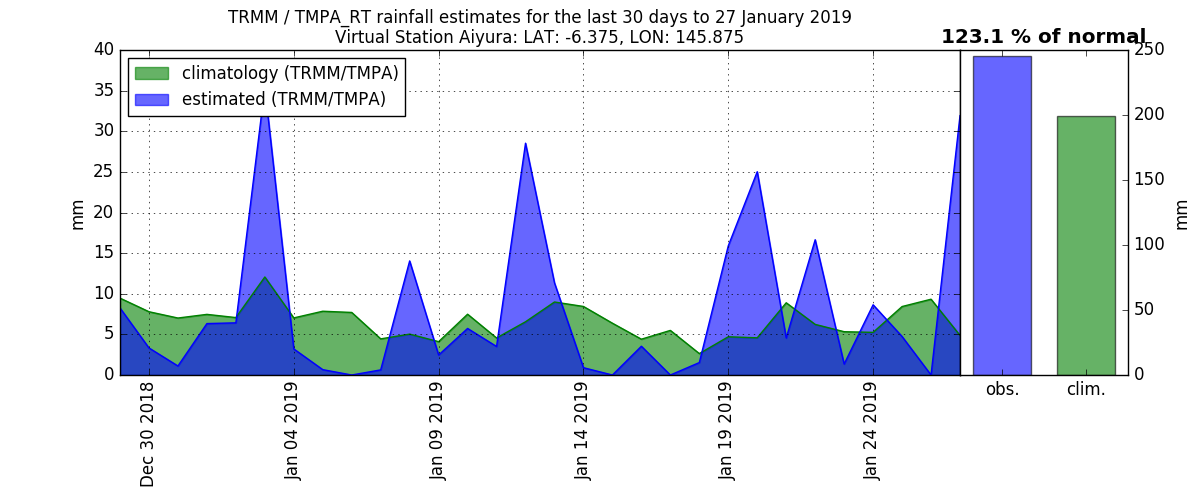 TRMM / TMPA_RT rainfall estimates for the last 30 days to 27 January 2019
Virtual Station Aiyura: LAT: -6.375, LON: 145.875
123.1 % of normal
climatology (TRMM/TMPA)
estimated (TRMM/TMPA)
40
35
30
25
20
15
10
5
0
mm
Dec 30 2018
Jan 04 2019
Jan 09 2019
Jan 14 2019
Jan 19 2019
Jan 24 2019
250
200
150
100
50
0
mm
obs.
clim.